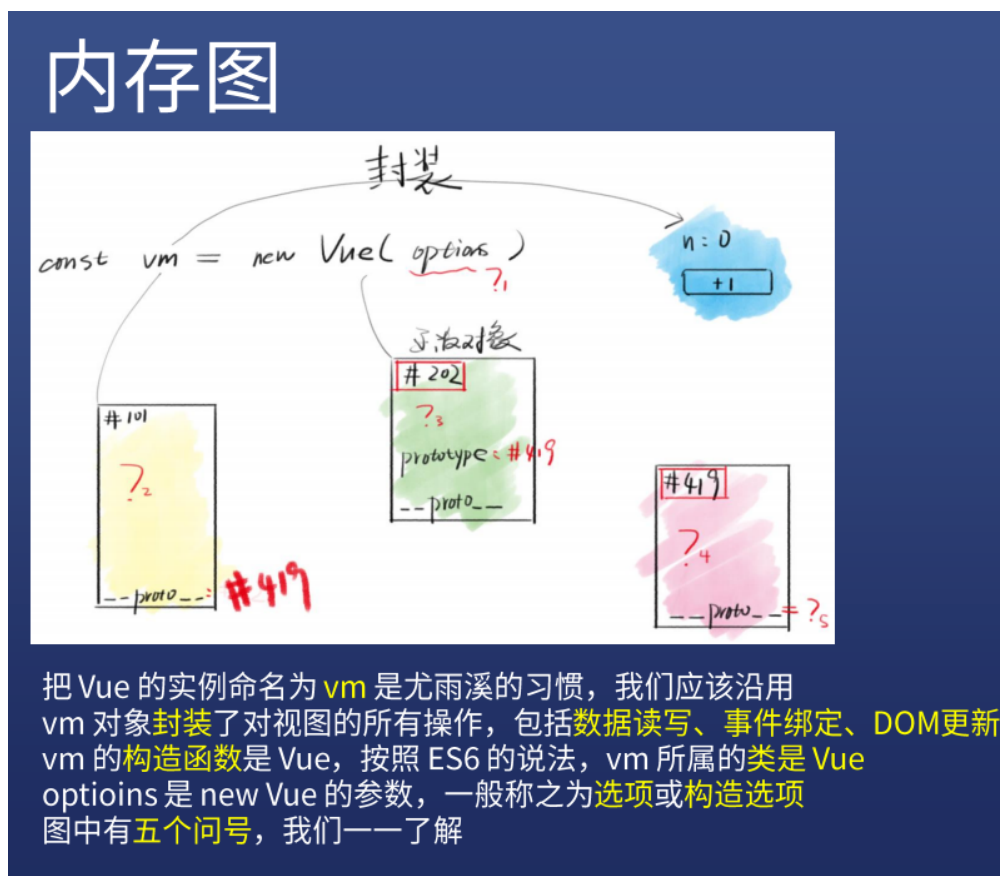 内存图
封装
const vm = new Vue( options )
?1
n:0
+1
函数对象
#202
?3
prototype: #419
__proto__
#101
?2
__proto__: #419
#419
?4
__proto__ = ?5
把 Vue 的实例命名为 vm 是尤雨溪的习惯，我们应该沿用
vm 对象封装了对视图的所有操作，包括数据读写、事件绑定、DOM更新
vm 的构造函数是 Vue，按照 ES6 的说法，vm 所属的类是 Vue
optioins 是 new Vue 的参数，一般称之为选项或构造选项
图中有五个问号，我们一一了解